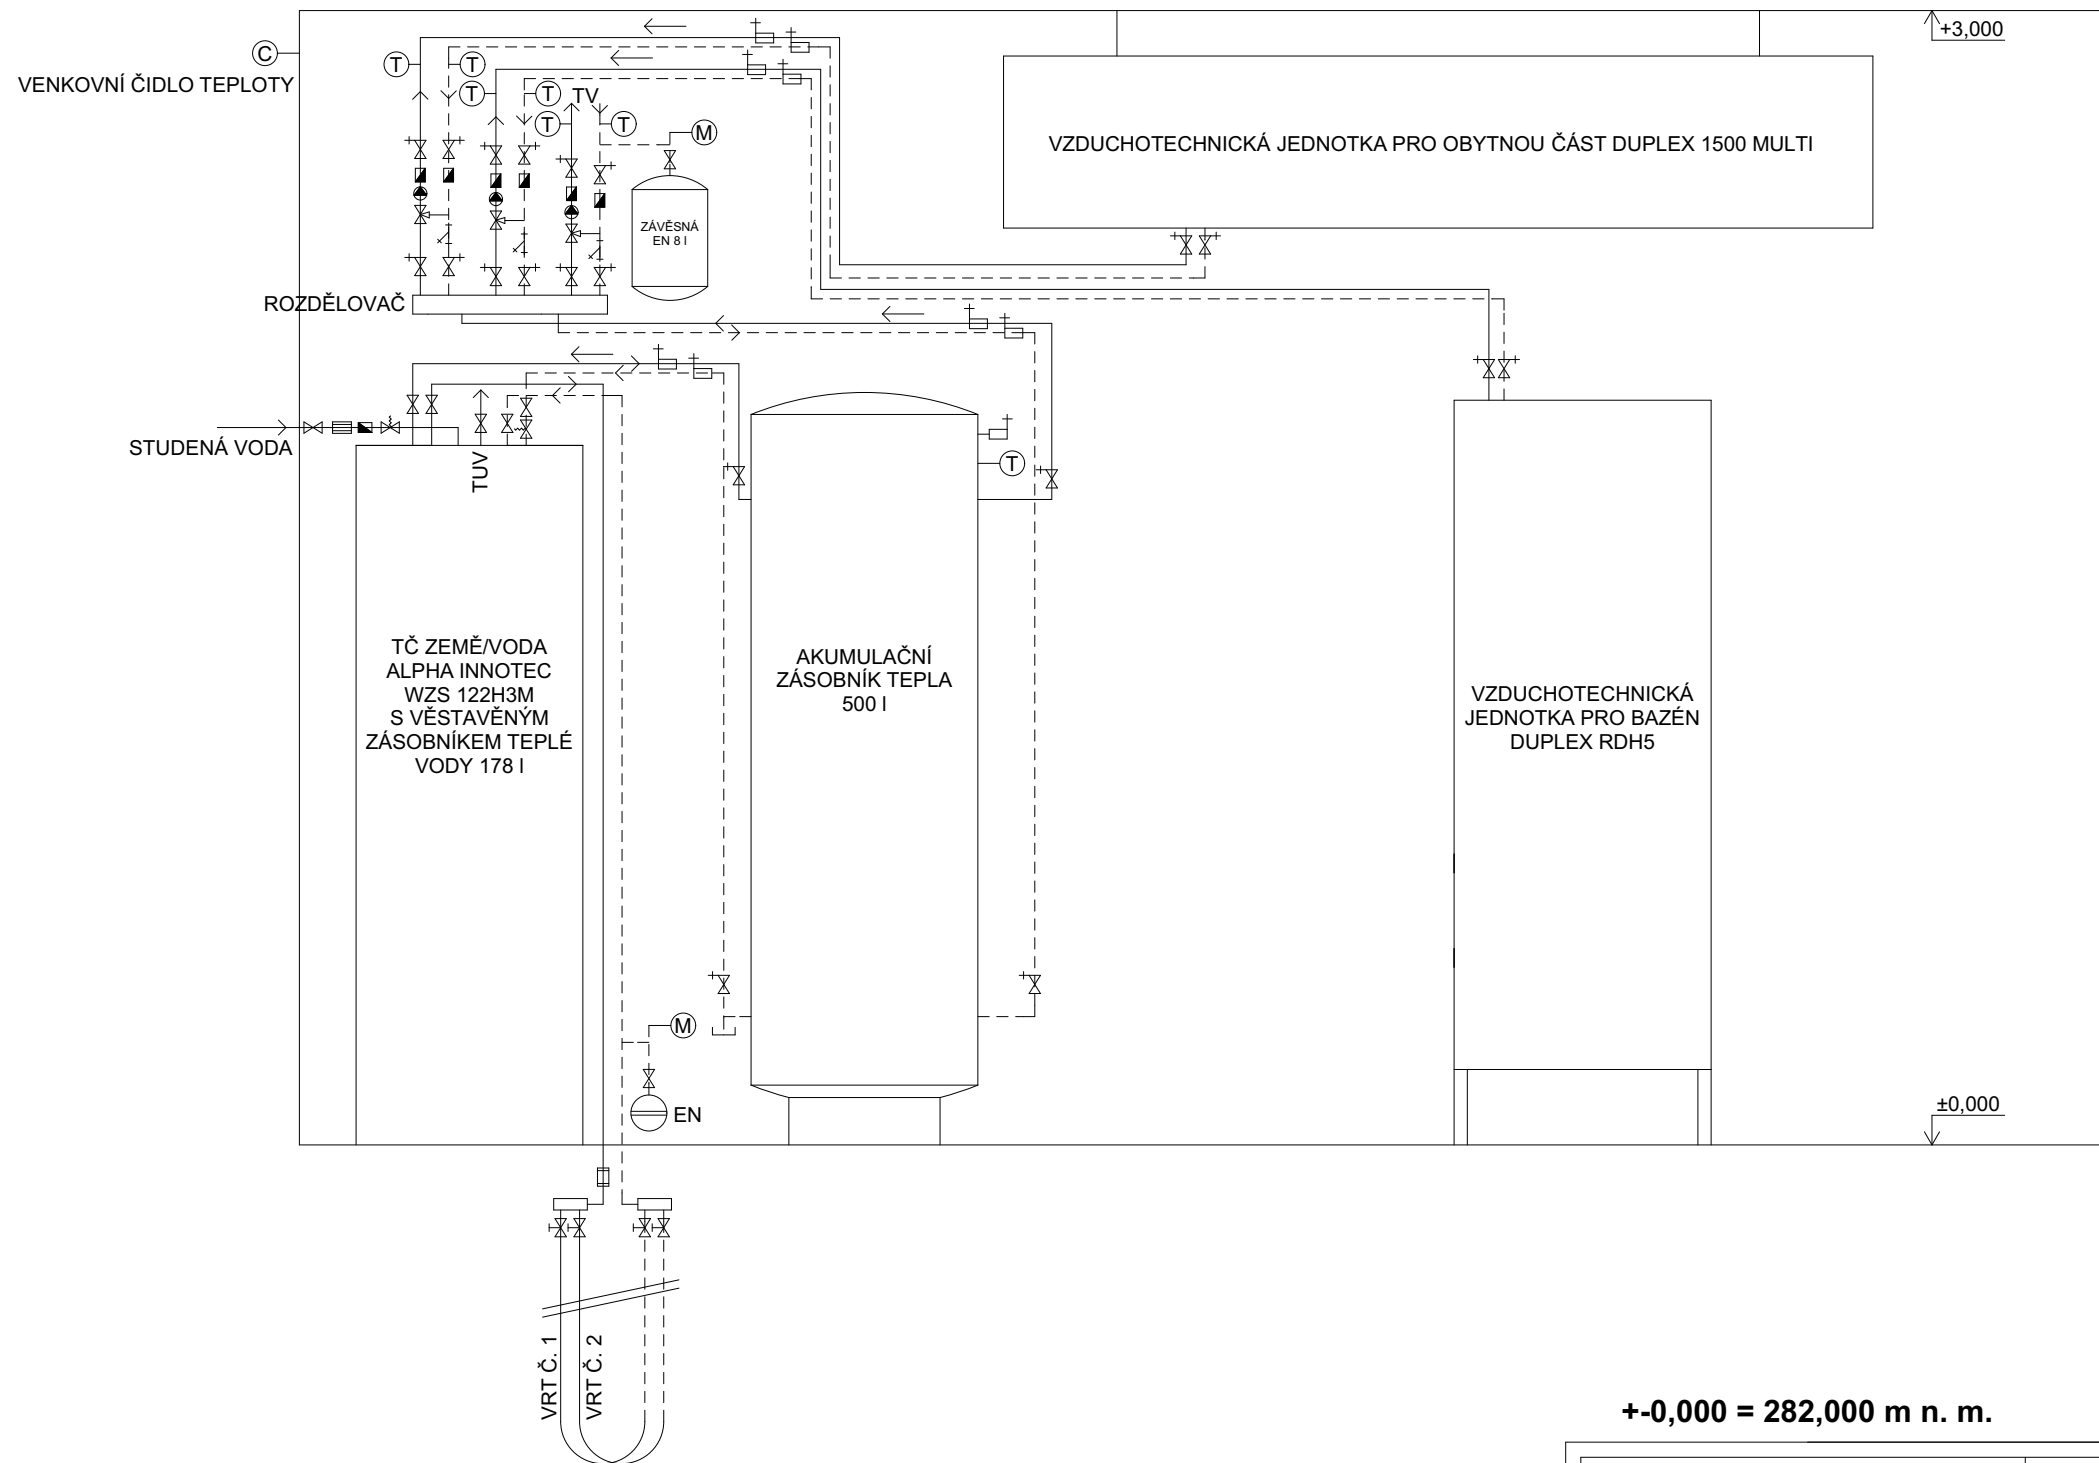 +3,000
C
VENKOVNÍ ČIDLO TEPLOTY
T
T
T
T
TV
T
T
M
VZDUCHOTECHNICKÁ JEDNOTKA PRO OBYTNOU ČÁST DUPLEX 1500 MULTI
ZÁVĚSNÁ
EN 8 l
ROZDĚLOVAČ
STUDENÁ VODA
TUV
T
TČ ZEMĚ/VODA
ALPHA INNOTEC
WZS 122H3M
S VĚSTAVĚNÝM
ZÁSOBNÍKEM TEPLÉ
VODY 178 l
AKUMULAČNÍ
ZÁSOBNÍK TEPLA
500 l
VZDUCHOTECHNICKÁ
JEDNOTKA PRO BAZÉN
DUPLEX RDH5
M
EN
±0,000
VRT Č. 1
VRT Č. 2
+-0,000 = 282,000 m n. m.